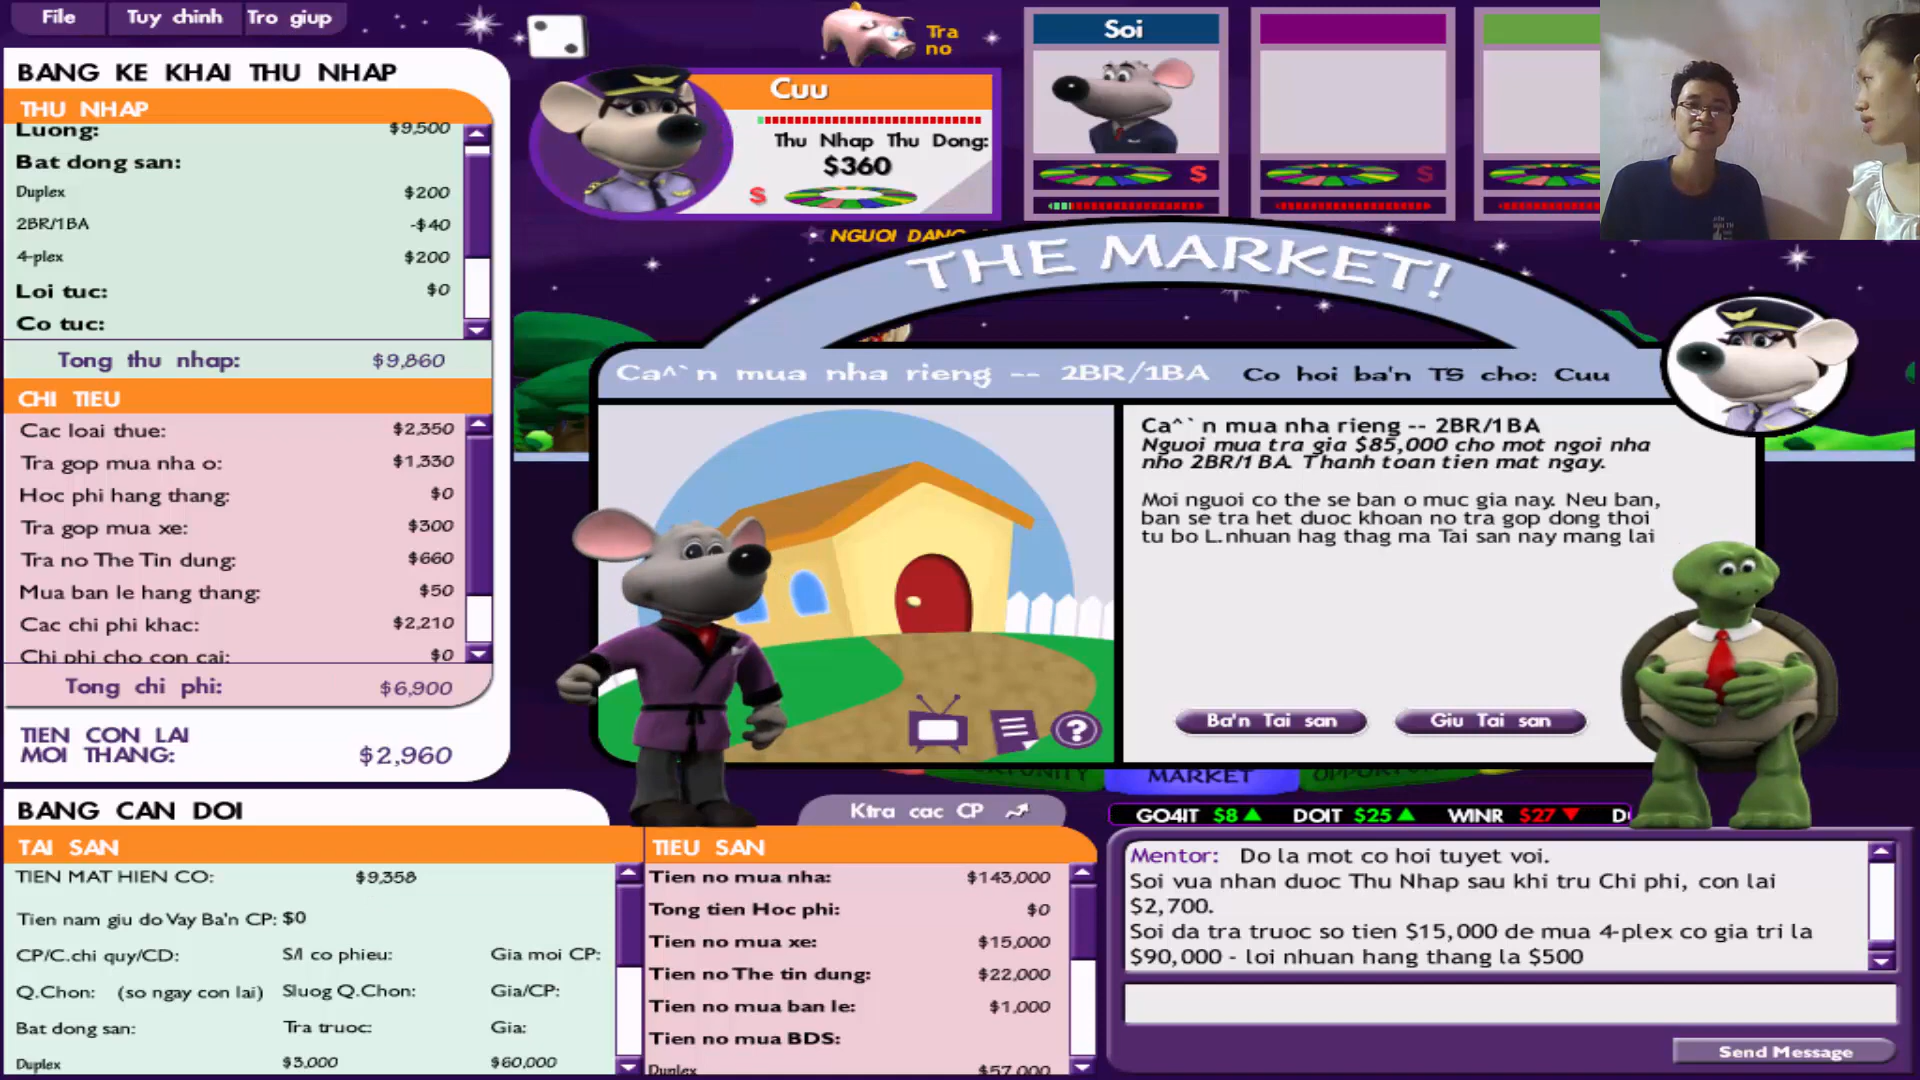 File
Tuy chinh
Tro giup
BANG KE KHAI THU NHAP
THU NHAP
Luong: $9,500
Bat dong san:
Duplex $200
2BR/1BA -$40
4-plex $200
Loi tuc: $0
Co tuc:
Tong thu nhap: $9,860
CHI TIEU
Cac loai thue: $2,350
Tra gop mua nha o: $1,330
Hoc phi hang thang: $0
Tra gop mua xe: $300
Tra no The Tin dung: $660
Mua ban le hang thang: $50
Cac chi phi khac: $2,210
Chi phi cho con cai: $0
Tong chi phi: $6,900
TIEN CON LAI
MOI THANG: $2,960
Tra
no
Cuu
Thu Nhap Thu Dong:
$360
$
Soi
$
$
NGUOI DANG
THE MARKET!
Ca^`n mua nha rieng -- 2BR/1BA Co hoi ba'n TS cho: Cuu
Ca^`n mua nha rieng -- 2BR/1BA
Nguoi mua tra gia $85,000 cho mot ngoi nha
nho 2BR/1BA. Thanh toan tien mat ngay.
Moi nguoi co the se ban o muc gia nay. Neu ban,
ban se tra het duoc khoan no tra gop dong thoi
tu bo L.nhuan hag thag ma Tai san nay mang lai
?
Ba'n Tai san
Giu Tai san
MARKET
BANG CAN DOI
TAI SAN
TIEN MAT HIEN CO: $9,358
Tien nam giu do Vay Ba'n CP: $0
CP/C.chi quy/CD: S/l co phieu: Gia moi CP:
Q.Chon: (so ngay con lai) Sluog Q.Chon: Gia/CP:
Bat dong san: Tra truoc: Gia:
Duplex $3,000 $60,000
Ktra cac CP
TIEU SAN
Tien no mua nha: $143,000
Tong tien Hoc phi: $0
Tien no mua xe: $15,000
Tien no The tin dung: $22,000
Tien no mua ban le: $1,000
Tien no mua BDS:
Duplex $57,000
GO4IT $8 DOIT $25 WINR $27
Mentor: Do la mot co hoi tuyet voi.
Soi vua nhan duoc Thu Nhap sau khi tru Chi phi, con lai
$2,700.
Soi da tra truoc so tien $15,000 de mua 4-plex co gia tri la
$90,000 - loi nhuan hang thang la $500
Send Message